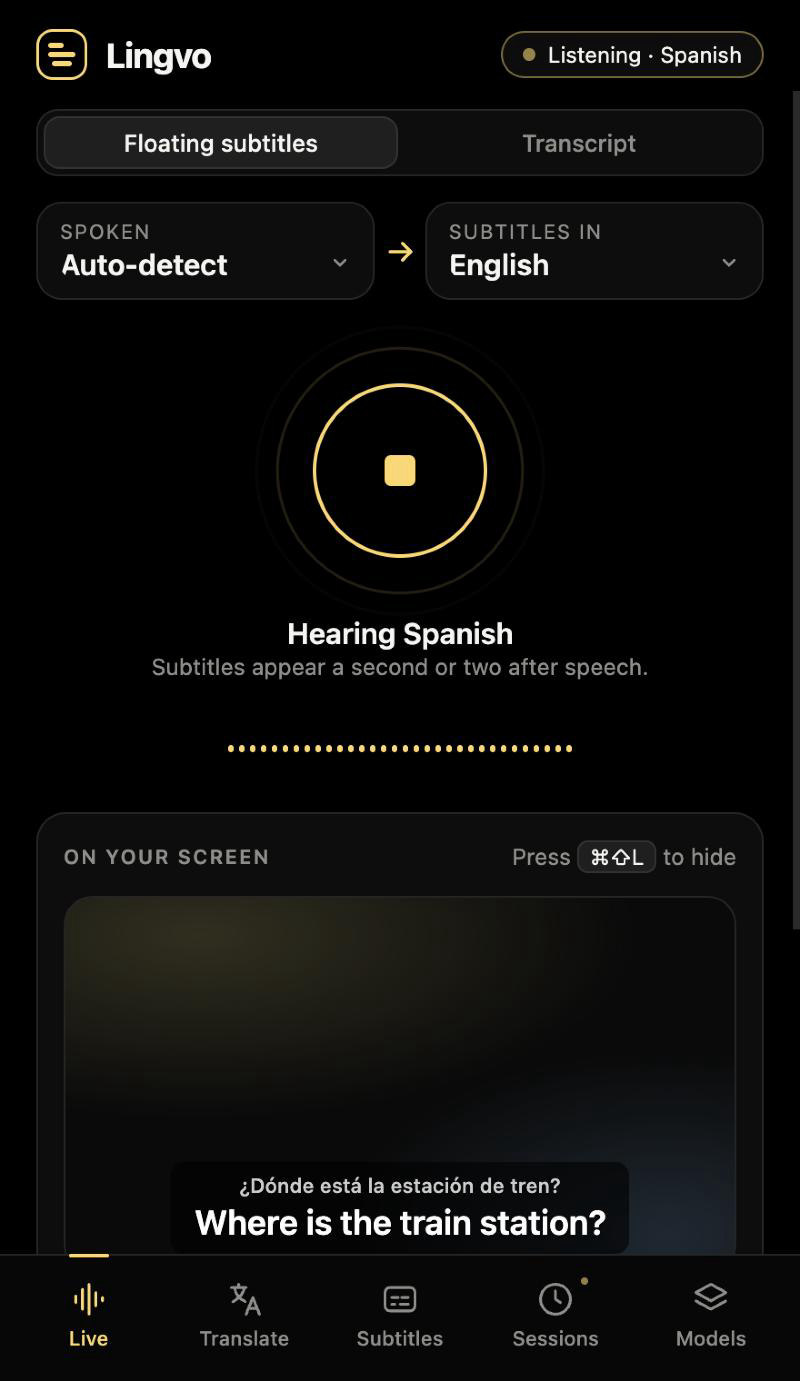 Lingvo
Listening · Spanish
Floating subtitles
Transcript
SPOKEN
Auto-detect
SUBTITLES IN
English
Hearing Spanish
Subtitles appear a second or two after speech.
ON YOUR SCREEN
Press ⌘⇧L to hide
¿Dónde está la estación de tren?
Where is the train station?
Live
Translate
Subtitles
Sessions
Models